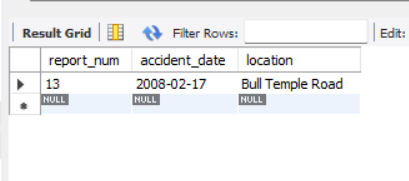 Result Grid Filter Rows: Edit:
report_num accident_date location
13 2008-02-17 Bull Temple Road
NULL NULL NULL